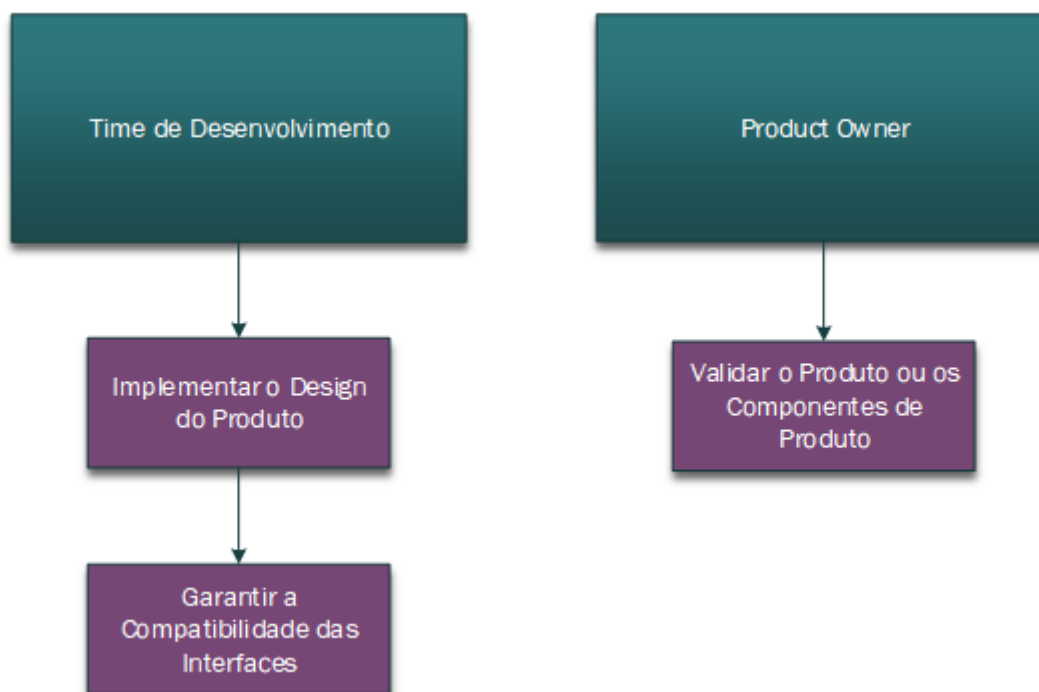 Time de Desenvolvimento
Product Owner
Implementar o Design
do Produto
Validar o Produto ou os
Componentes de
Produto
Garantir a
Compatibilidade das
Interfaces